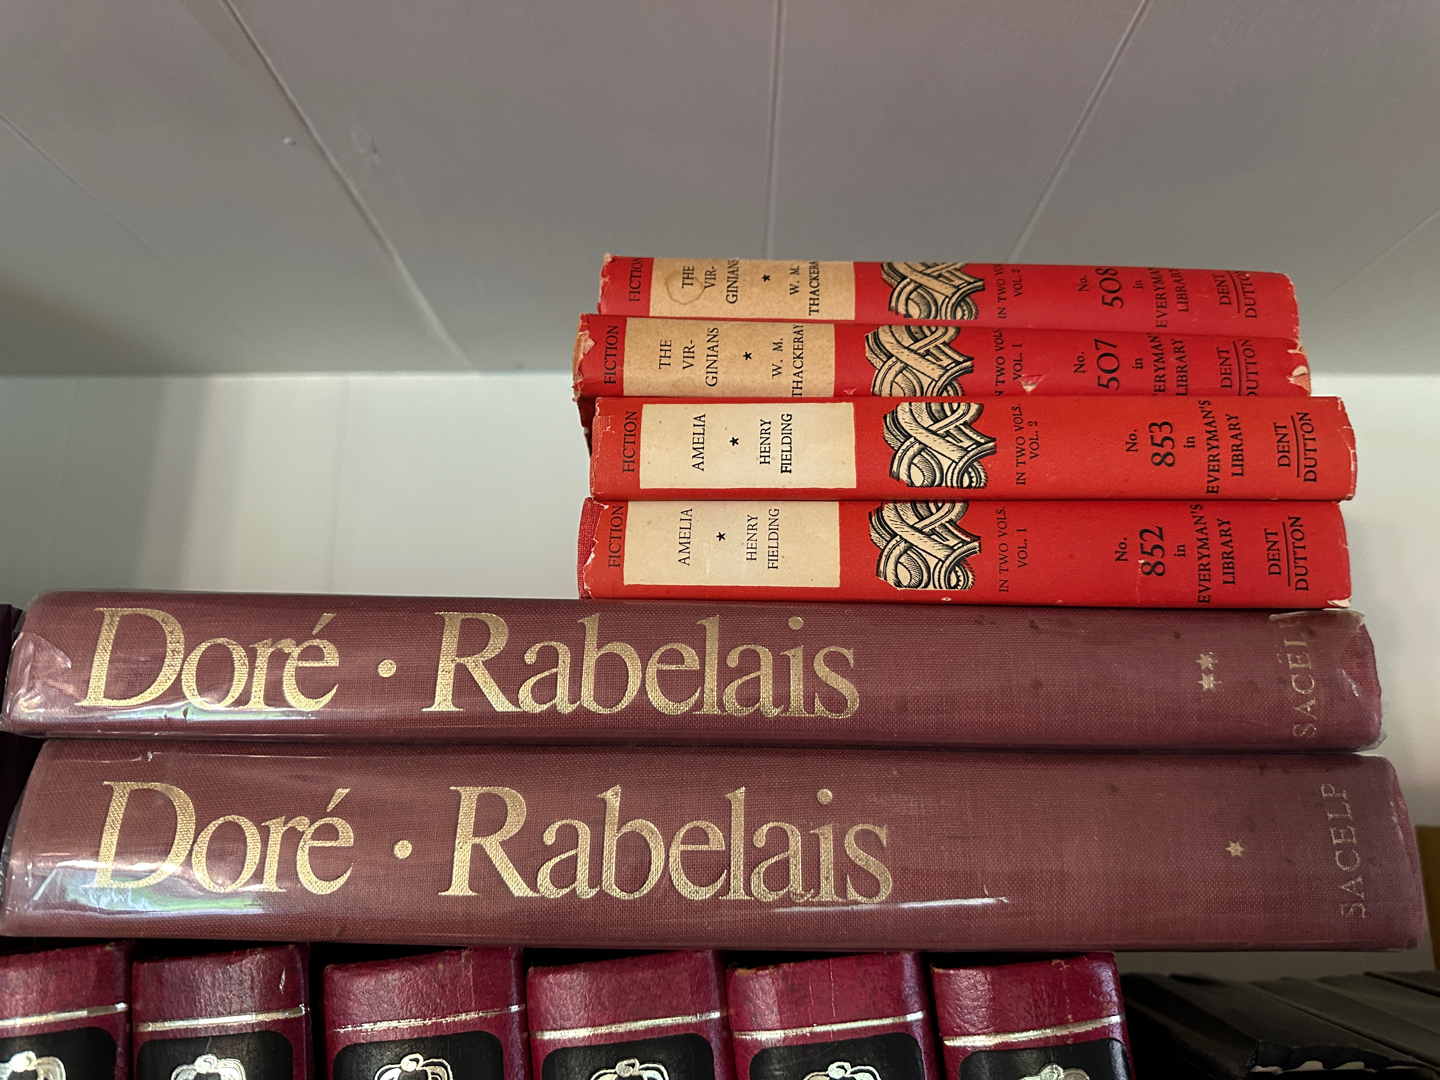 FICTION
THE
VIR-
GINIANS
★
W. M.
THACKERAY
IN TWO VOLS.
VOL. 2
No.
508
in
EVERYMAN
LIBRARY
DENT
DUTTON
FICTION
THE
VIR-
GINIANS
★
W. M.
THACKERAY
IN TWO VOLS.
VOL. 1
No.
507
in
EVERYMAN
LIBRARY
DENT
DUTTON
FICTION
AMELIA
★
HENRY
FIELDING
IN TWO VOLS.
VOL. 2
No.
853
in
EVERYMAN'S
LIBRARY
DENT
DUTTON
FICTION
AMELIA
★
HENRY
FIELDING
IN TWO VOLS.
VOL. 1
No.
852
in
EVERYMAN'S
LIBRARY
DENT
DUTTON
Doré · Rabelais
★★
SACELP
Doré · Rabelais
★
SACELP